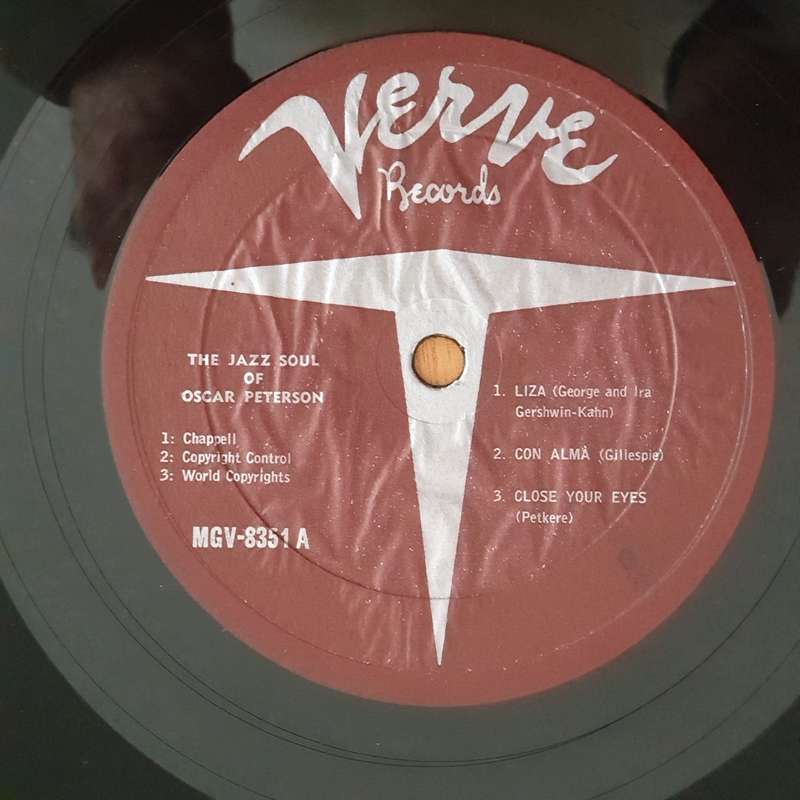 Verve
Records
THE JAZZ SOUL
OF
OSCAR PETERSON
1: Chappell
2: Copyright Control
3: World Copyrights
MGV-8351 A
1. LIZA (George and Ira
Gershwin-Kahn)
2. CON ALMA (Gillespie)
3. CLOSE YOUR EYES
(Petkere)